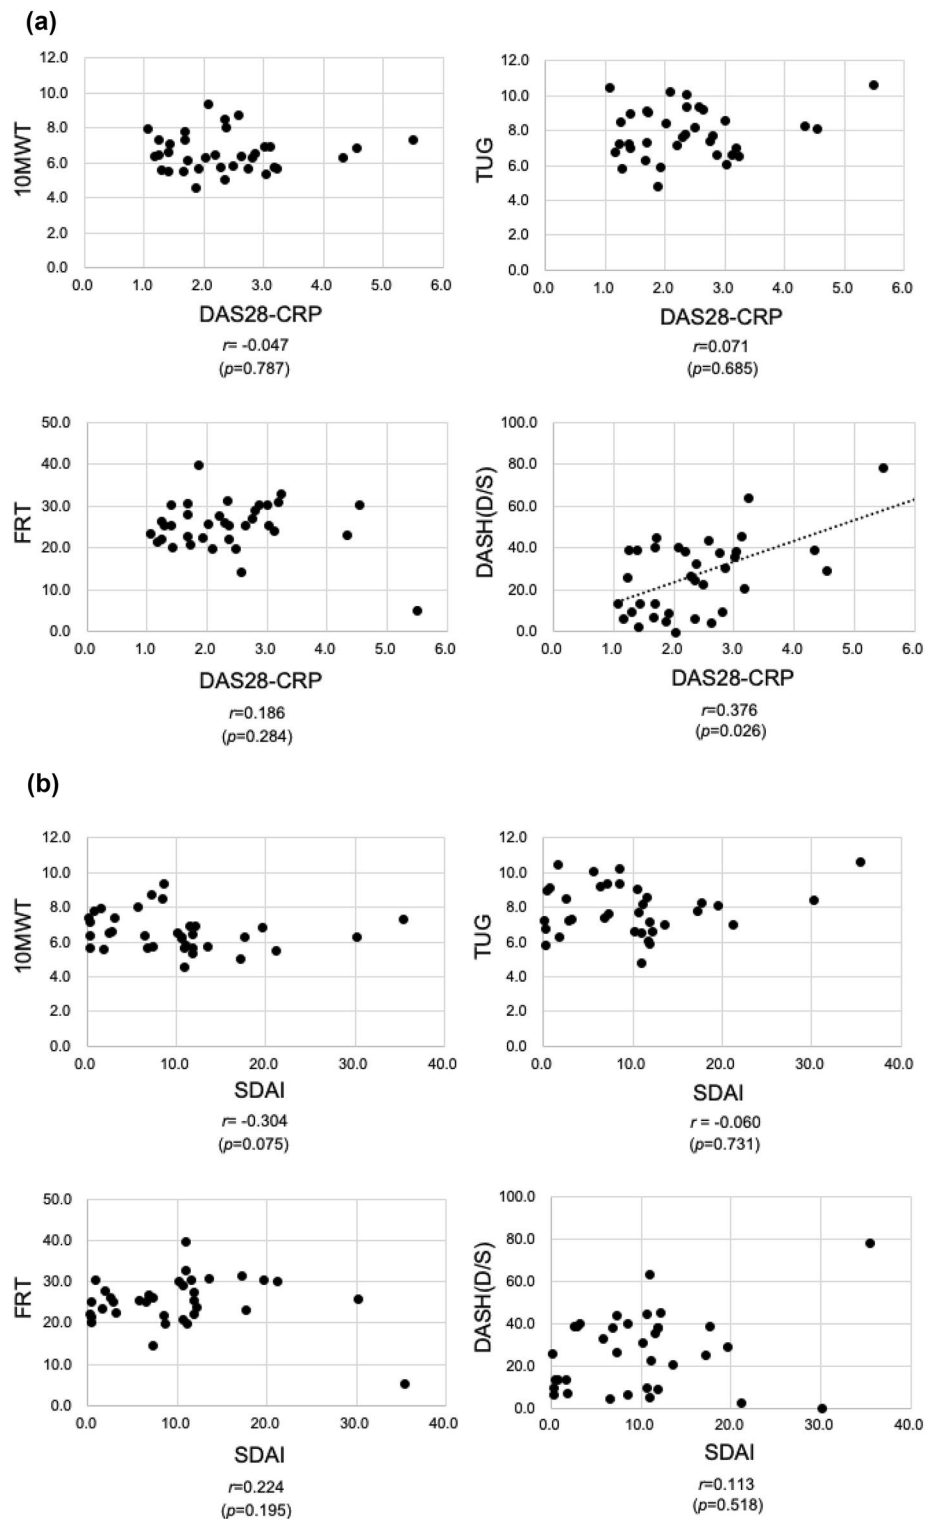 (a)
12.0
10.0
8.0
6.0
4.0
2.0
0.0
10MWT
0.0 1.0 2.0 3.0 4.0 5.0 6.0
DAS28-CRP
r= -0.047
(p=0.787)
12.0
10.0
8.0
6.0
4.0
2.0
0.0
TUG
0.0 1.0 2.0 3.0 4.0 5.0 6.0
DAS28-CRP
r=0.071
(p=0.685)
50.0
40.0
30.0
20.0
10.0
0.0
FRT
0.0 1.0 2.0 3.0 4.0 5.0 6.0
DAS28-CRP
r=0.186
(p=0.284)
100.0
80.0
60.0
40.0
20.0
0.0
DASH(D/S)
0.0 1.0 2.0 3.0 4.0 5.0 6.0
DAS28-CRP
r=0.376
(p=0.026)
(b)
12.0
10.0
8.0
6.0
4.0
2.0
0.0
10MWT
0.0 10.0 20.0 30.0 40.0
SDAI
r= -0.304
(p=0.075)
12.0
10.0
8.0
6.0
4.0
2.0
0.0
TUG
0.0 10.0 20.0 30.0 40.0
SDAI
r = -0.060
(p=0.731)
50.0
40.0
30.0
20.0
10.0
0.0
FRT
0.0 10.0 20.0 30.0 40.0
SDAI
r=0.224
(p=0.195)
100.0
80.0
60.0
40.0
20.0
0.0
DASH(D/S)
0.0 10.0 20.0 30.0 40.0
SDAI
r=0.113
(p=0.518)